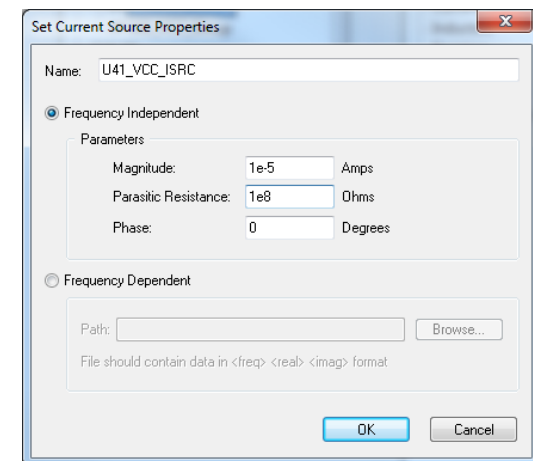 Set Current Source Properties
Name: U41_VCC_ISRC
Frequency Independent
Parameters
Magnitude: 1e-5 Amps
Parasitic Resistance: 1e8 Ohms
Phase: 0 Degrees
Frequency Dependent
Path: Browse...
File should contain data in <freq> <real> <imag> format
OK Cancel